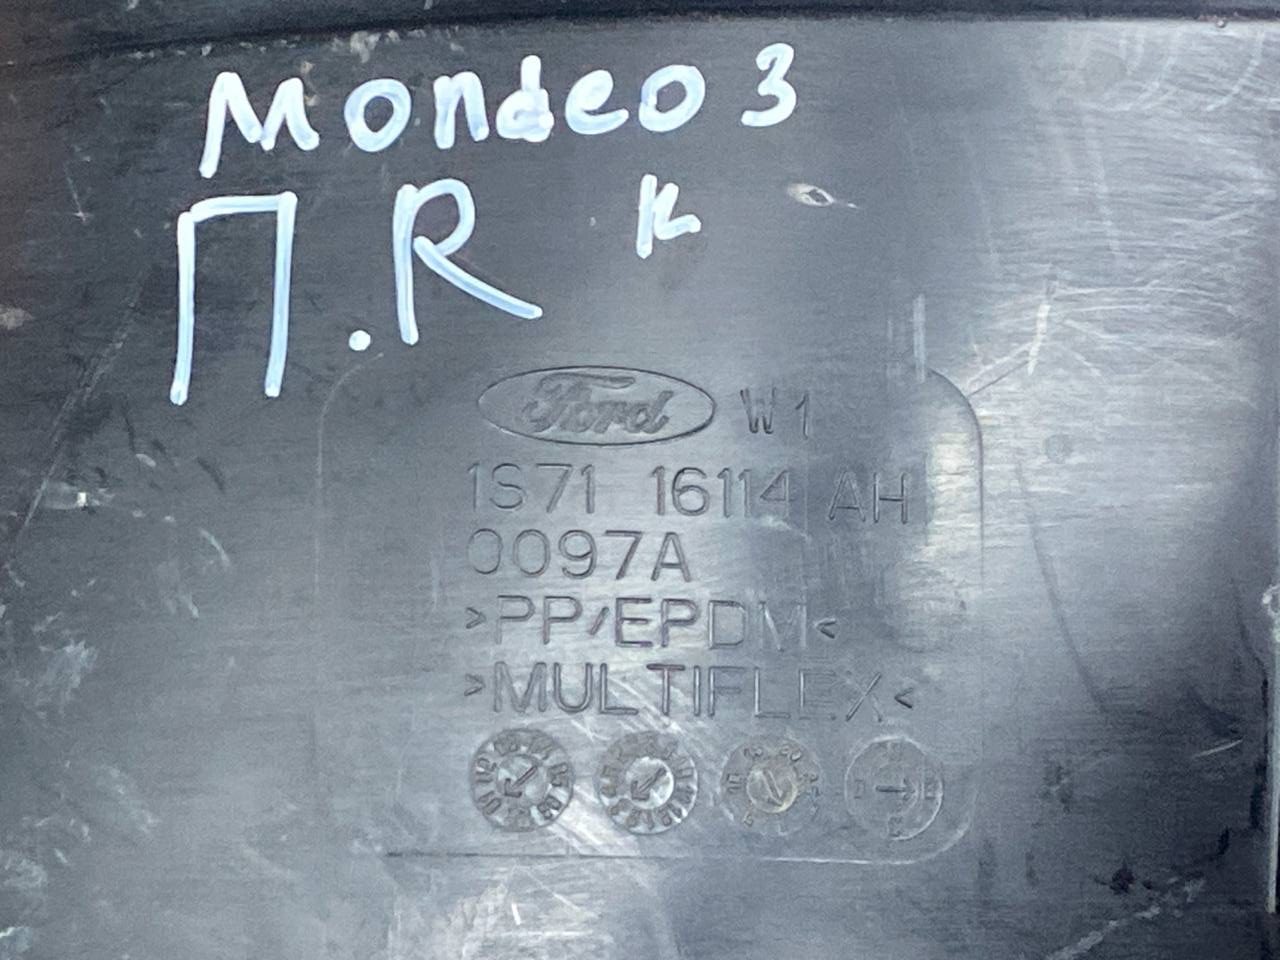 Mondeo 3
П.R к
Ford W1
1S71 16114 AH
0097A
>PP/EPDM<
>MULTIFLEX<